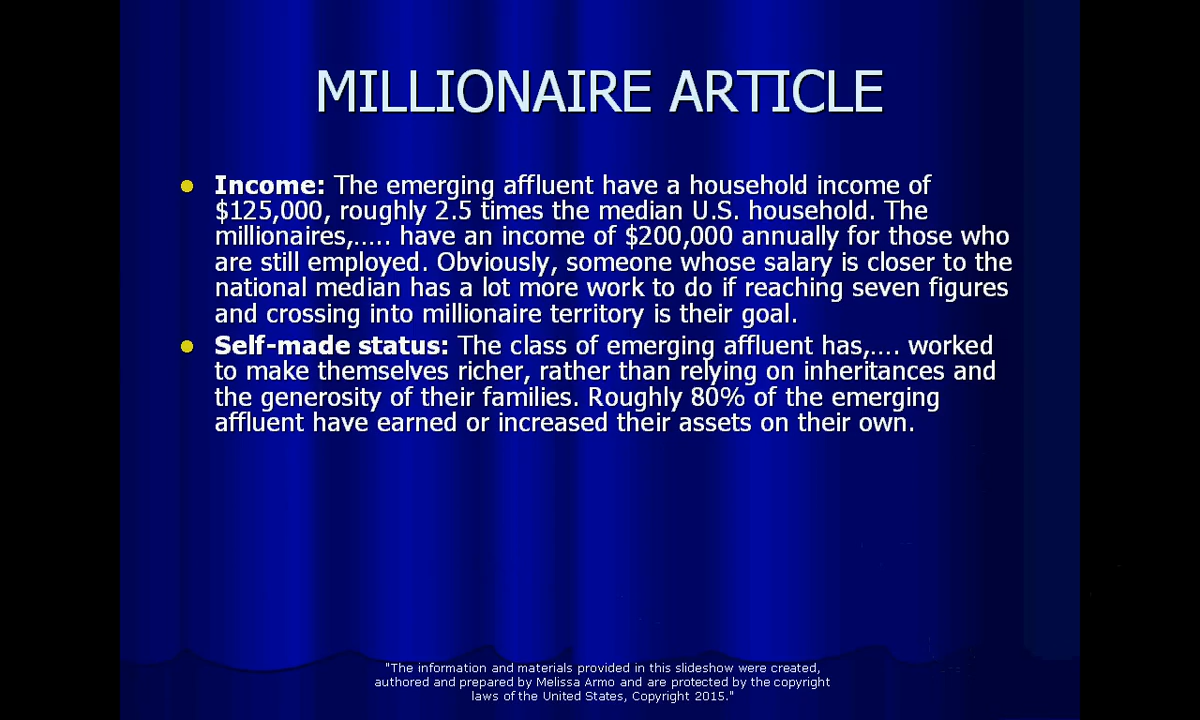 MILLIONAIRE ARTICLE
Income: The emerging affluent have a household income of
$125,000, roughly 2.5 times the median U.S. household. The
millionaires,..... have an income of $200,000 annually for those who
are still employed. Obviously, someone whose salary is closer to the
national median has a lot more work to do if reaching seven figures
and crossing into millionaire territory is their goal.
Self-made status: The class of emerging affluent has,.... worked
to make themselves richer, rather than relying on inheritances and
the generosity of their families. Roughly 80% of the emerging
affluent have earned or increased their assets on their own.
"The information and materials provided in this slideshow were created,
authored and prepared by Melissa Armo and are protected by the copyright
laws of the United States, Copyright 2015."